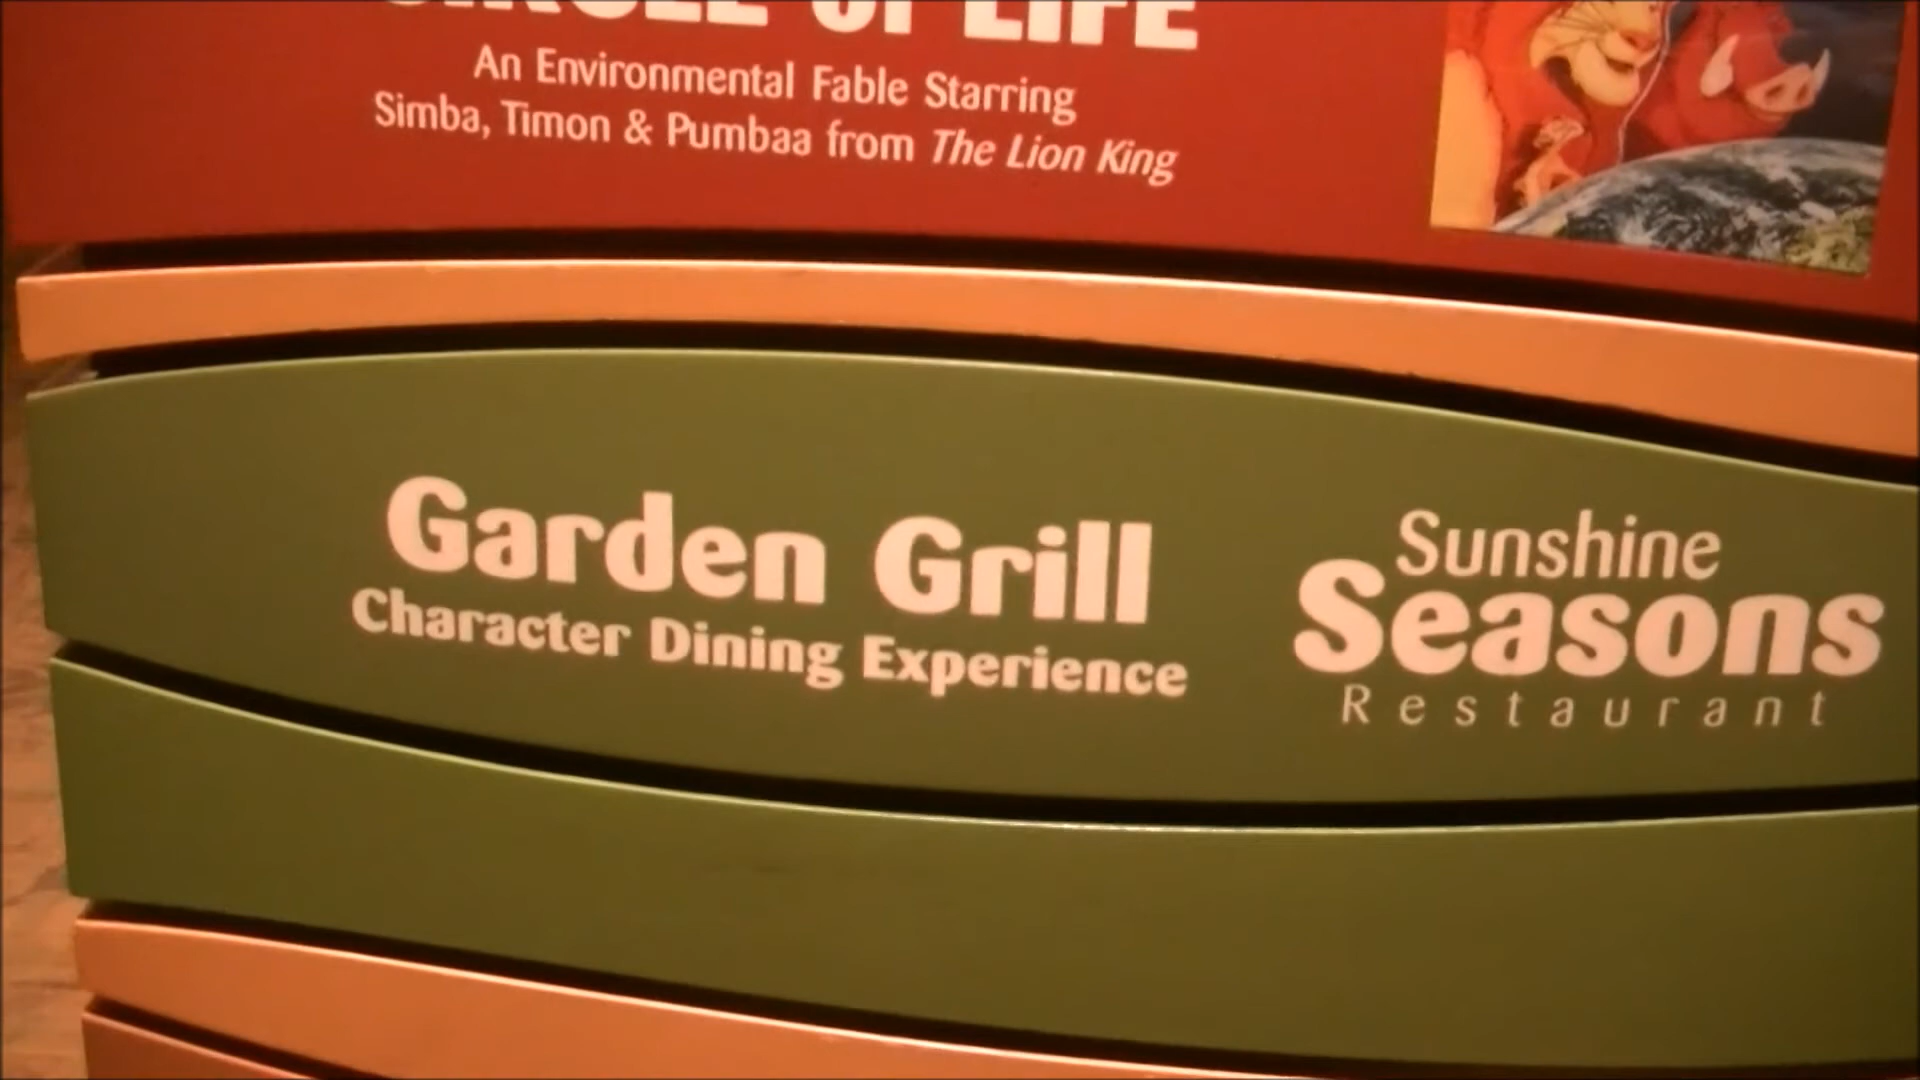 CIRCLE OF LIFE
An Environmental Fable Starring
Simba, Timon & Pumbaa from The Lion King
Garden Grill
Character Dining Experience
Sunshine
Seasons
Restaurant